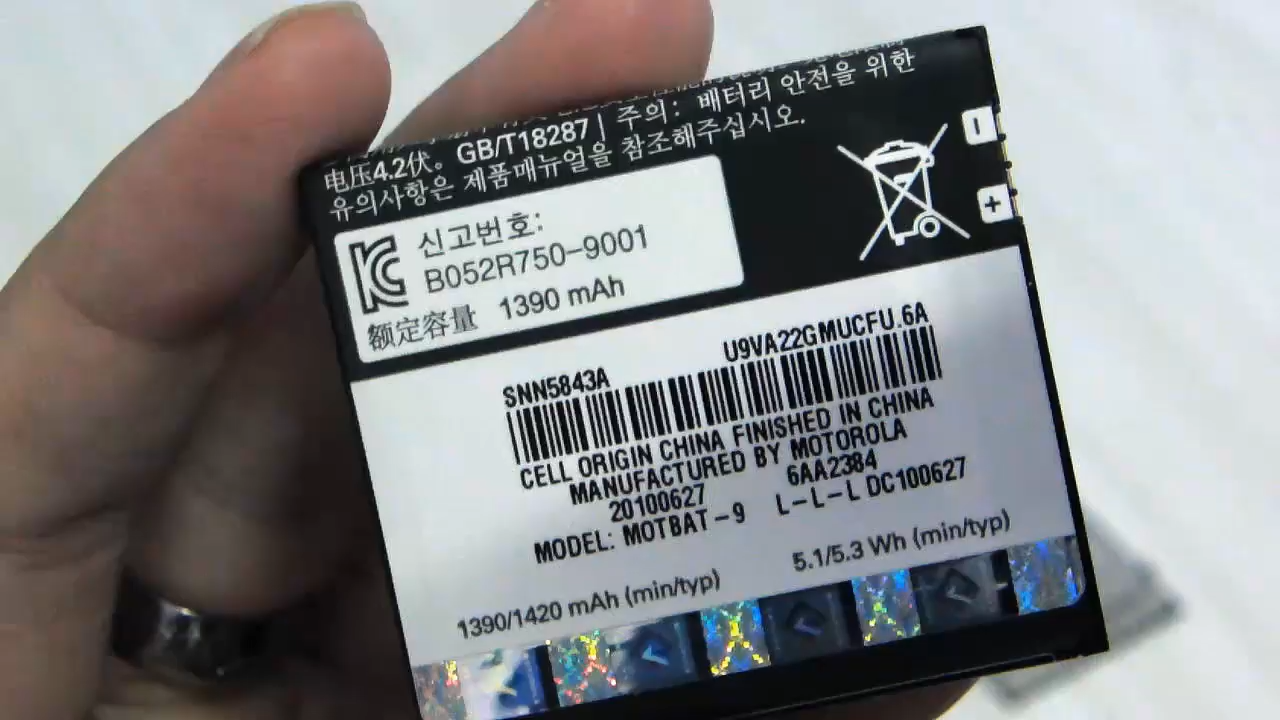 电压4.2伏。 GB/T18287 | 주의: 배터리 안전을 위한
유의사항은 제품매뉴얼을 참조해주십시오.
신고번호:
B052R750-9001
额定容量 1390 mAh
SNN5843A U9VA22GMUCFU.6A
CELL ORIGIN CHINA FINISHED IN CHINA
MANUFACTURED BY MOTOROLA
20100627 6AA2384
MODEL: MOTBAT-9 L-L-L DC100627
1390/1420 mAh (min/typ) 5.1/5.3 Wh (min/typ)